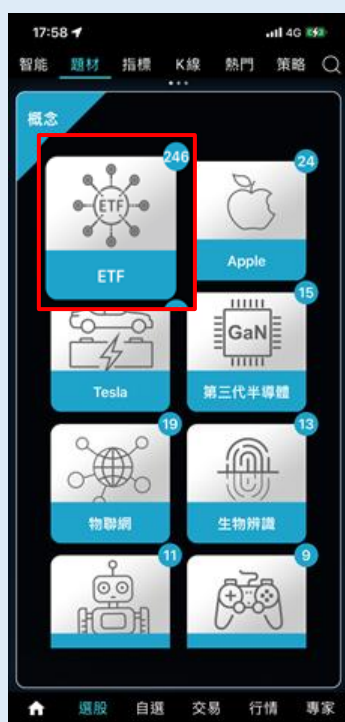 17:58
4G
智能 題材 指標 K線 熱門 策略
概念
246
24
ETF
ETF
Apple
15
GaN
Tesla
第三代半導體
19
13
物聯網
生物辨識
11
9
選股 自選 交易 行情 專家